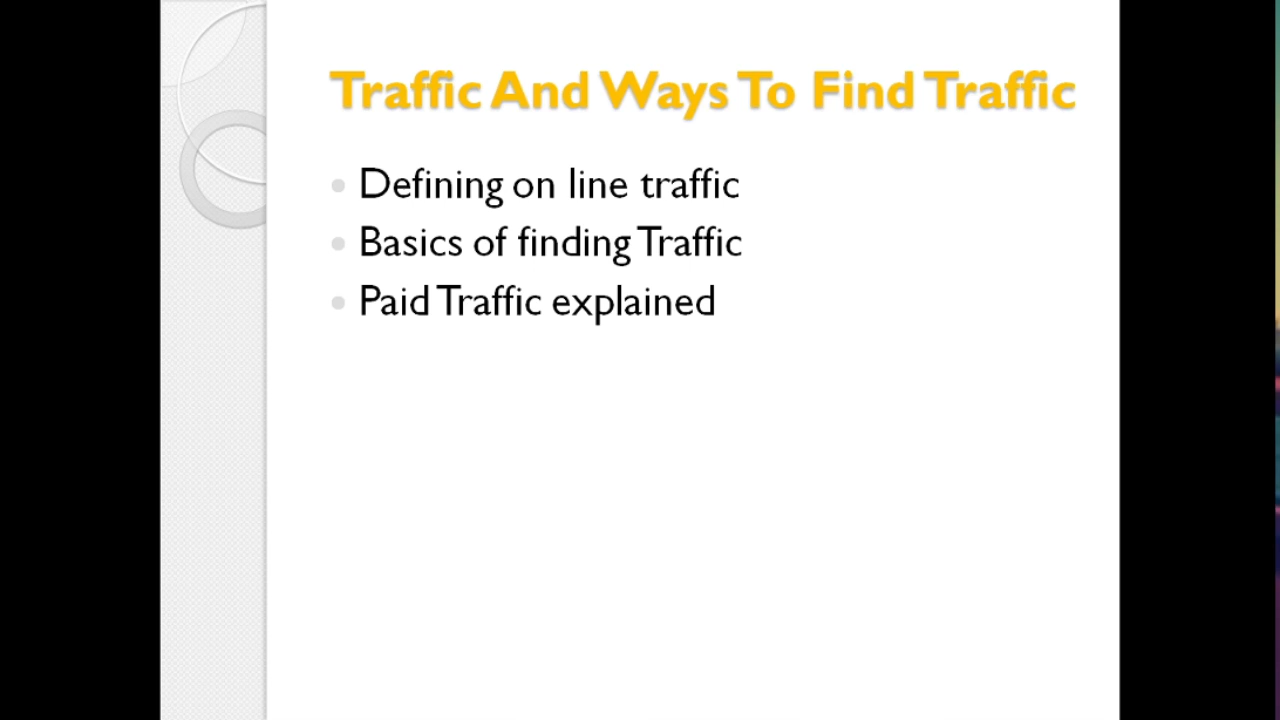 Traffic And Ways To Find Traffic
Defining on line traffic
Basics of finding Traffic
Paid Traffic explained